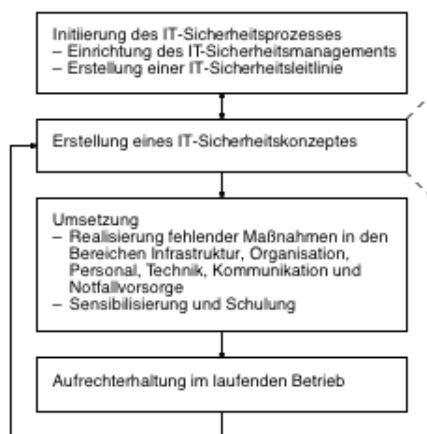 Initiierung des IT-Sicherheitsprozesses
– Einrichtung des IT-Sicherheitsmanagements
– Erstellung einer IT-Sicherheitsleitlinie
Erstellung eines IT-Sicherheitskonzeptes
Umsetzung
– Realisierung fehlender Maßnahmen in den
Bereichen Infrastruktur, Organisation,
Personal, Technik, Kommunikation und
Notfallvorsorge
– Sensibilisierung und Schulung
Aufrechterhaltung im laufenden Betrieb